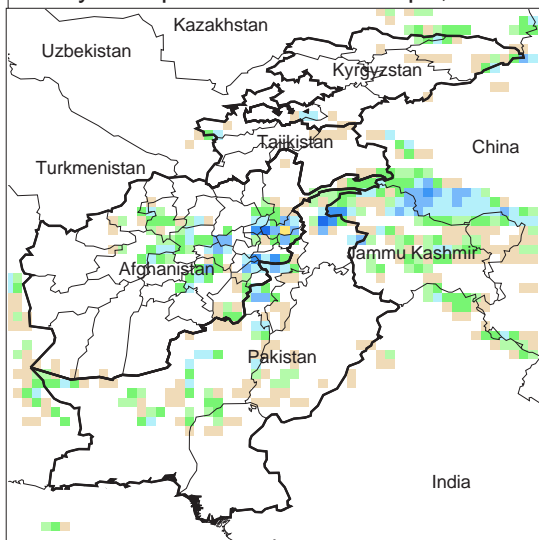 Kazakhstan
Uzbekistan
Kyrgyzstan
Tajikistan
China
Turkmenistan
Jammu Kashmir
Afghanistan
Pakistan
India